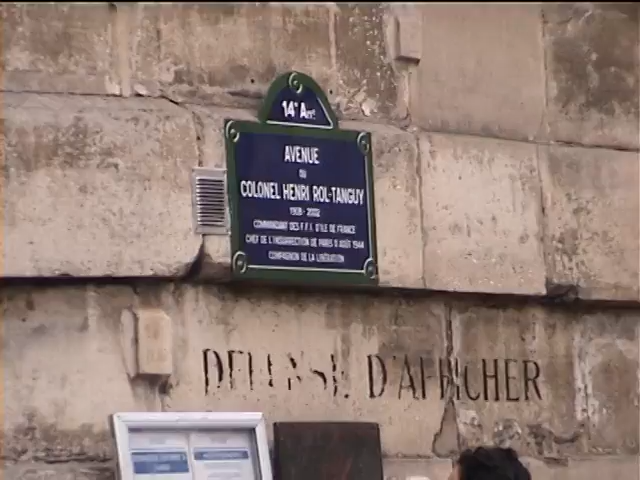 14e Arrt
AVENUE
DU
COLONEL HENRI ROL-TANGUY
1908 - 2002
COMMANDANT DES F.F.I. D'ILE DE FRANCE
CHEF DE L'INSURRECTION DE PARIS D'AOÛT 1944
COMPAGNON DE LA LIBÉRATION
DEFENSE D'AFFICHER